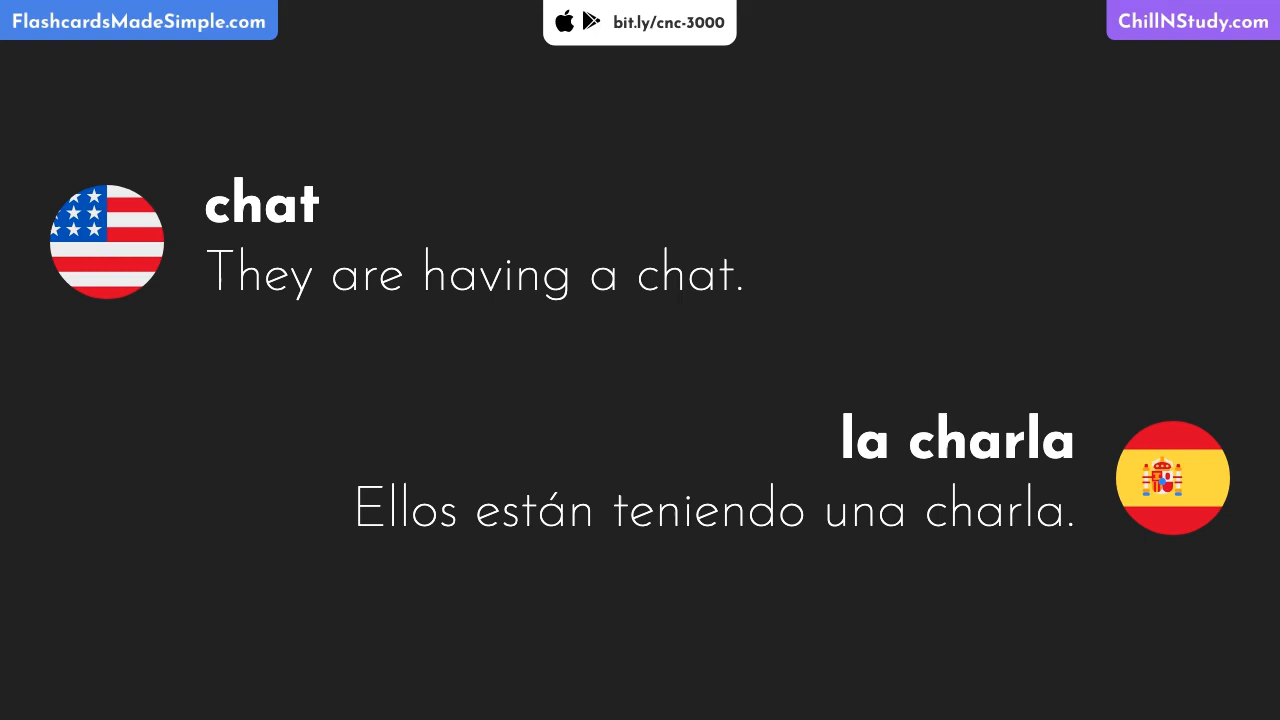 FlashcardsMadeSimple.com
bit.ly/cnc-3000
ChillNStudy.com
chat
They are having a chat.
la charla
Ellos están teniendo una charla.